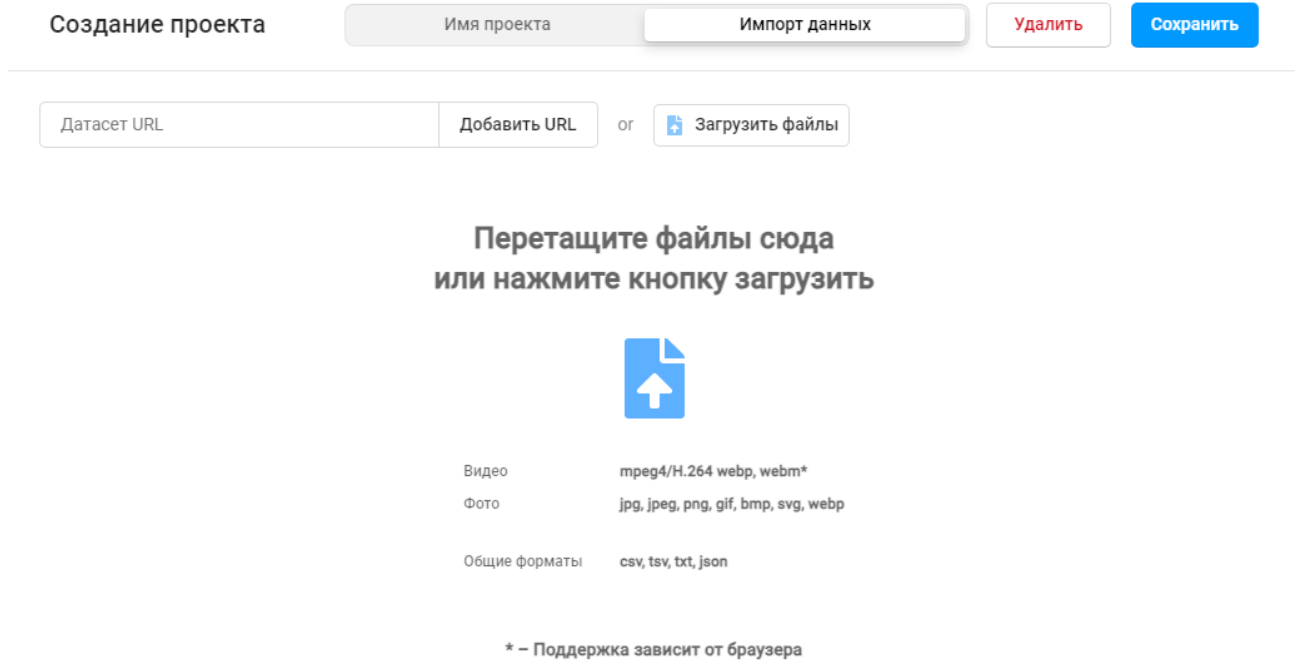 Создание проекта Имя проекта Импорт данных Удалить Сохранить
Датасет URL Добавить URL or Загрузить файлы
Перетащите файлы сюда
или нажмите кнопку загрузить
Видео mpeg4/H.264 webp, webm*
Фото jpg, jpeg, png, gif, bmp, svg, webp
Общие форматы csv, tsv, txt, json
* – Поддержка зависит от браузера